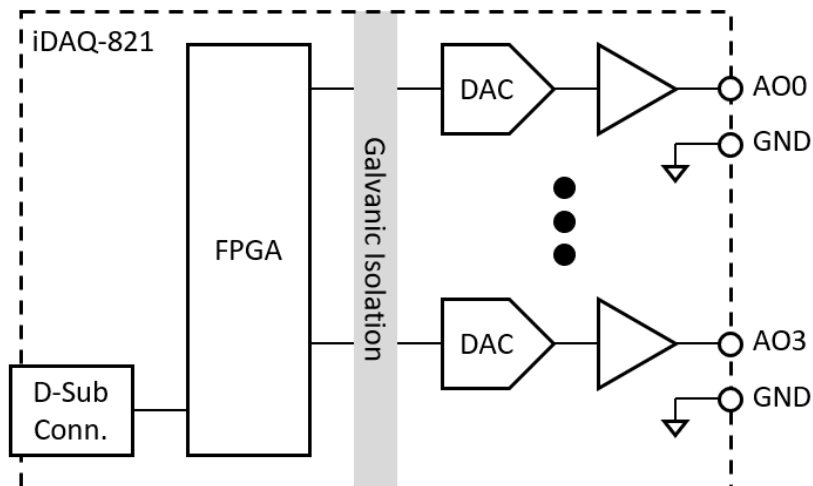 iDAQ-821
FPGA
Galvanic Isolation
DAC
AO0
GND
DAC
AO3
GND
D-Sub
Conn.